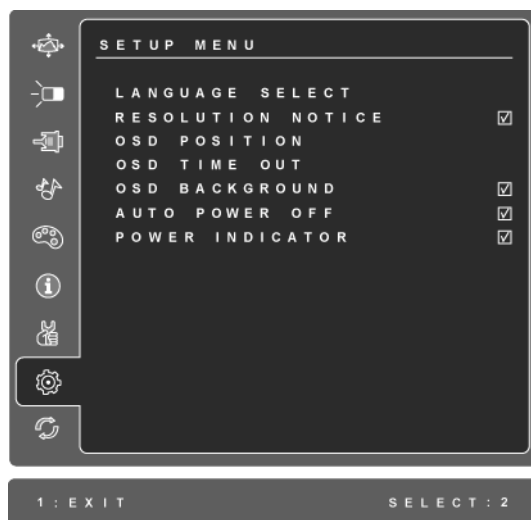 SETUP MENU
LANGUAGE SELECT
RESOLUTION NOTICE
OSD POSITION
OSD TIME OUT
OSD BACKGROUND
AUTO POWER OFF
POWER INDICATOR
1:EXIT SELECT:2